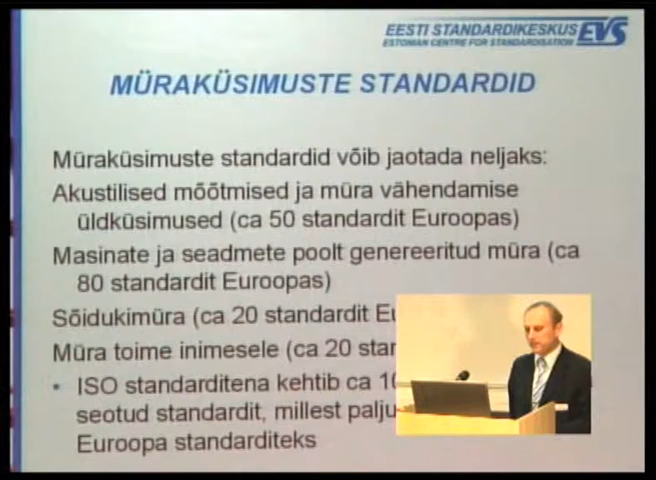 EESTI STANDARDIKESKUS EVS
ESTONIAN CENTRE FOR STANDARDISATION
MÜRAKÜSIMUSTE STANDARDID
Müraküsimuste standardid võib jaotada neljaks:
Akustilised mõõtmised ja müra vähendamise
üldküsimused (ca 50 standardit Euroopas)
Masinate ja seadmete poolt genereeritud müra (ca
80 standardit Euroopas)
Sõidukimüra (ca 20 standardit
Müra toime inimesele (ca 20
• ISO standarditena kehtib ca
seotud standardit, millest
Euroopa standarditeks